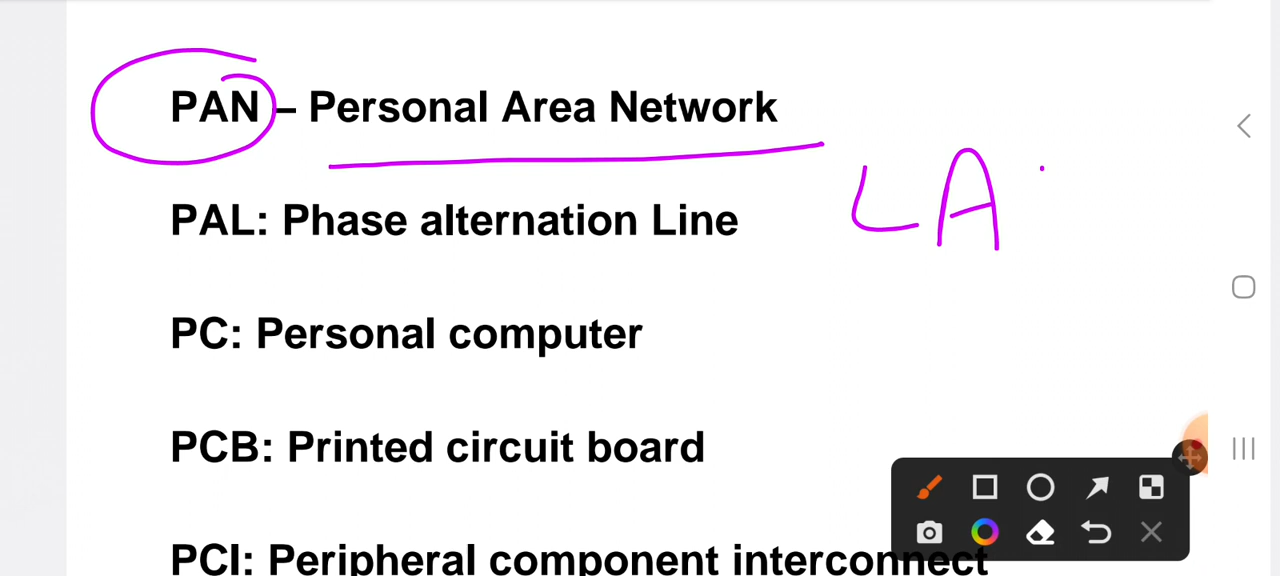 PAN – Personal Area Network
LA
PAL: Phase alternation Line
PC: Personal computer
PCB: Printed circuit board
PCI: Peripheral component interconnect